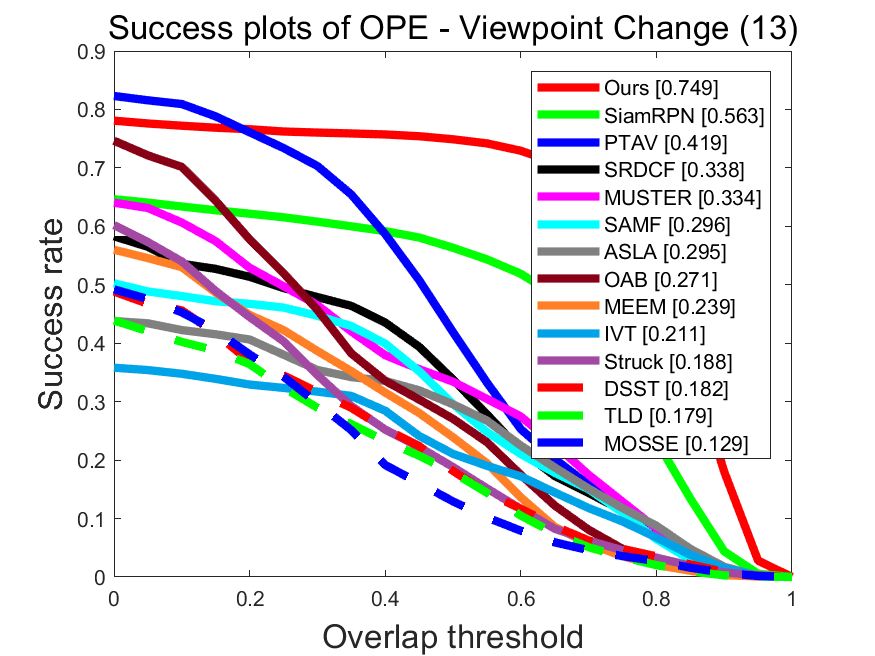 Success plots of OPE - Viewpoint Change (13)
0.9
0.8
0.7
0.6
0.5
0.4
0.3
0.2
0.1
0
Success rate
Ours [0.749]
SiamRPN [0.563]
PTAV [0.419]
SRDCF [0.338]
MUSTER [0.334]
SAMF [0.296]
ASLA [0.295]
OAB [0.271]
MEEM [0.239]
IVT [0.211]
Struck [0.188]
DSST [0.182]
TLD [0.179]
MOSSE [0.129]
0 0.2 0.4 0.6 0.8 1
Overlap threshold